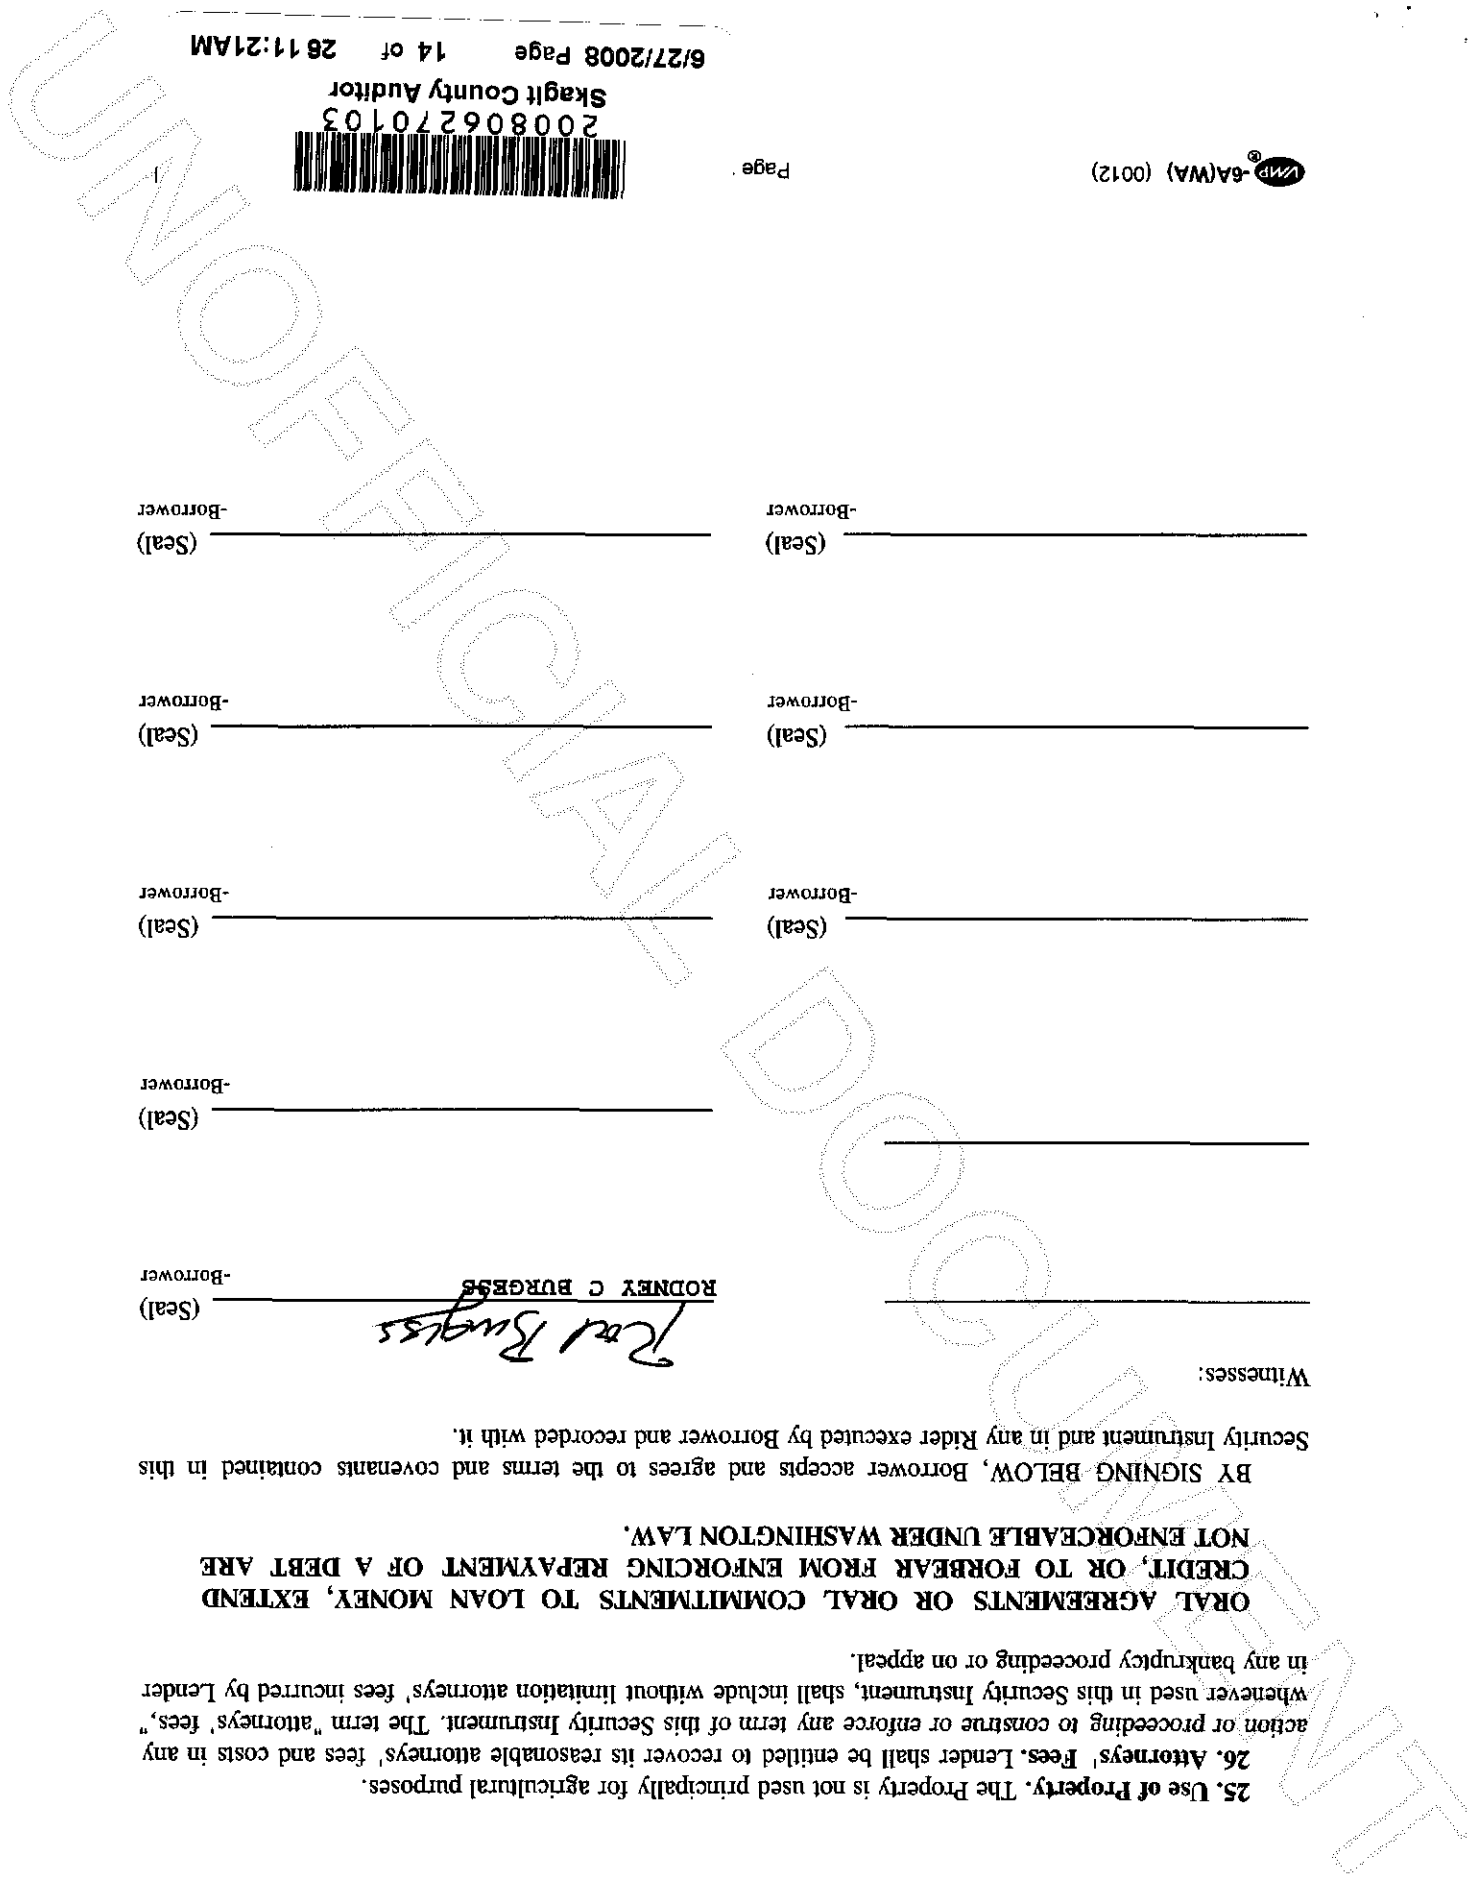 25. Use of Property. The Property is not used principally for agricultural purposes.
26. Attorneys' Fees. Lender shall be entitled to recover its reasonable attorneys' fees and costs in any
action or proceeding to construe or enforce any term of this Security Instrument. The term "attorneys' fees,"
whenever used in this Security Instrument, shall include without limitation attorneys' fees incurred by Lender
in any bankruptcy proceeding or on appeal.
ORAL AGREEMENTS OR ORAL COMMITMENTS TO LOAN MONEY, EXTEND
CREDIT, OR TO FORBEAR FROM ENFORCING REPAYMENT OF A DEBT ARE
NOT ENFORCEABLE UNDER WASHINGTON LAW.
BY SIGNING BELOW, Borrower accepts and agrees to the terms and covenants contained in this
Security Instrument and in any Rider executed by Borrower and recorded with it.
Witnesses:
Rod Burgess
(Seal)
RODNEY C BURGESS
-Borrower
(Seal)
-Borrower
(Seal) (Seal)
-Borrower -Borrower
(Seal) (Seal)
-Borrower -Borrower
(Seal) (Seal)
-Borrower -Borrower
VMP®-6A(WA) (0012) Page
200806270103
Skagit County Auditor
6/27/2008 Page 14 of 26 11:21AM
UNOFFICIAL DOCUMENT